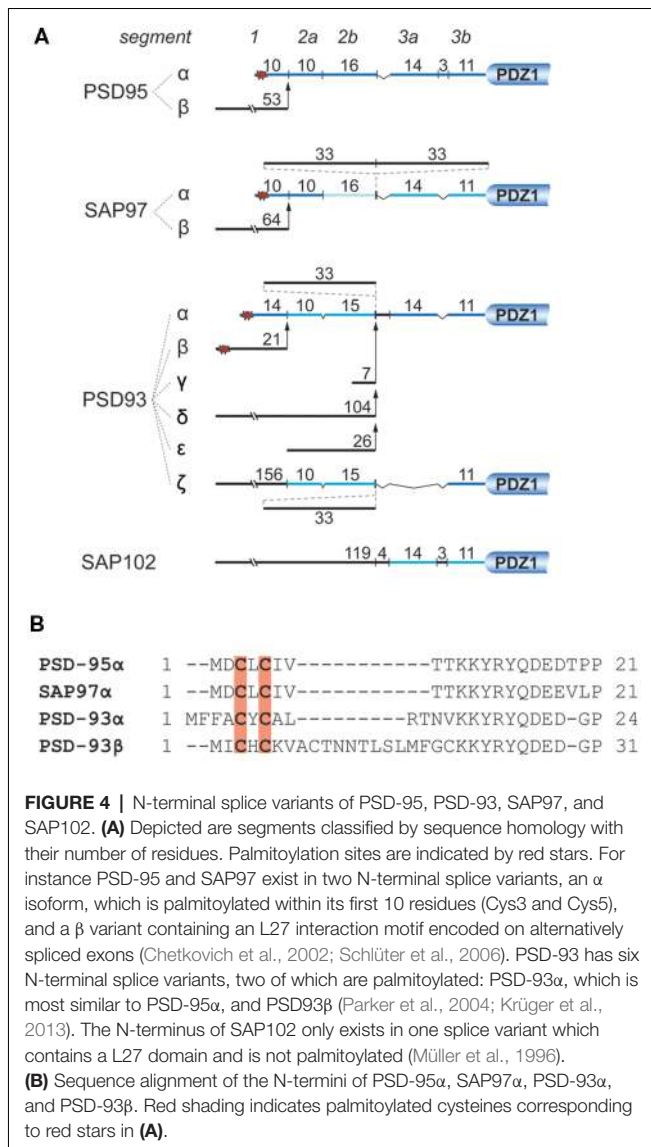 A
segment 1 2a 2b 3a 3b
10 10 16 14 3 11 PDZ1
α
PSD95
β 53
33 33
10 10 16 14 11 PDZ1
α
SAP97
β 64
33
14 10 15 14 11 PDZ1
α
β 21
γ 7
PSD93
δ 104
ε 26
ζ 156 10 15 11 PDZ1
33
SAP102 119 4 14 3 11 PDZ1
B
PSD-95α 1 --MDCLCIV-----------TTKKYRYQDEDTPP 21
SAP97α 1 --MDCLCIV-----------TTKKYRYQDEEVLP 21
PSD-93α 1 MFFACYCAL---------RTNVKKYRYQDED-GP 24
PSD-93β 1 --MICHCKVACTNNTLSLMFGCKKYRYQDED-GP 31
FIGURE 4 | N-terminal splice variants of PSD-95, PSD-93, SAP97, and
SAP102. (A) Depicted are segments classified by sequence homology with
their number of residues. Palmitoylation sites are indicated by red stars. For
instance PSD-95 and SAP97 exist in two N-terminal splice variants, an α
isoform, which is palmitoylated within its first 10 residues (Cys3 and Cys5),
and a β variant containing an L27 interaction motif encoded on alternatively
spliced exons (Chetkovich et al., 2002; Schlüter et al., 2006). PSD-93 has six
N-terminal splice variants, two of which are palmitoylated: PSD-93α, which is
most similar to PSD-95α, and PSD93β (Parker et al., 2004; Krüger et al.,
2013). The N-terminus of SAP102 only exists in one splice variant which
contains a L27 domain and is not palmitoylated (Müller et al., 1996).
(B) Sequence alignment of the N-termini of PSD-95α, SAP97α, PSD-93α,
and PSD-93β. Red shading indicates palmitoylated cysteines corresponding
to red stars in (A).